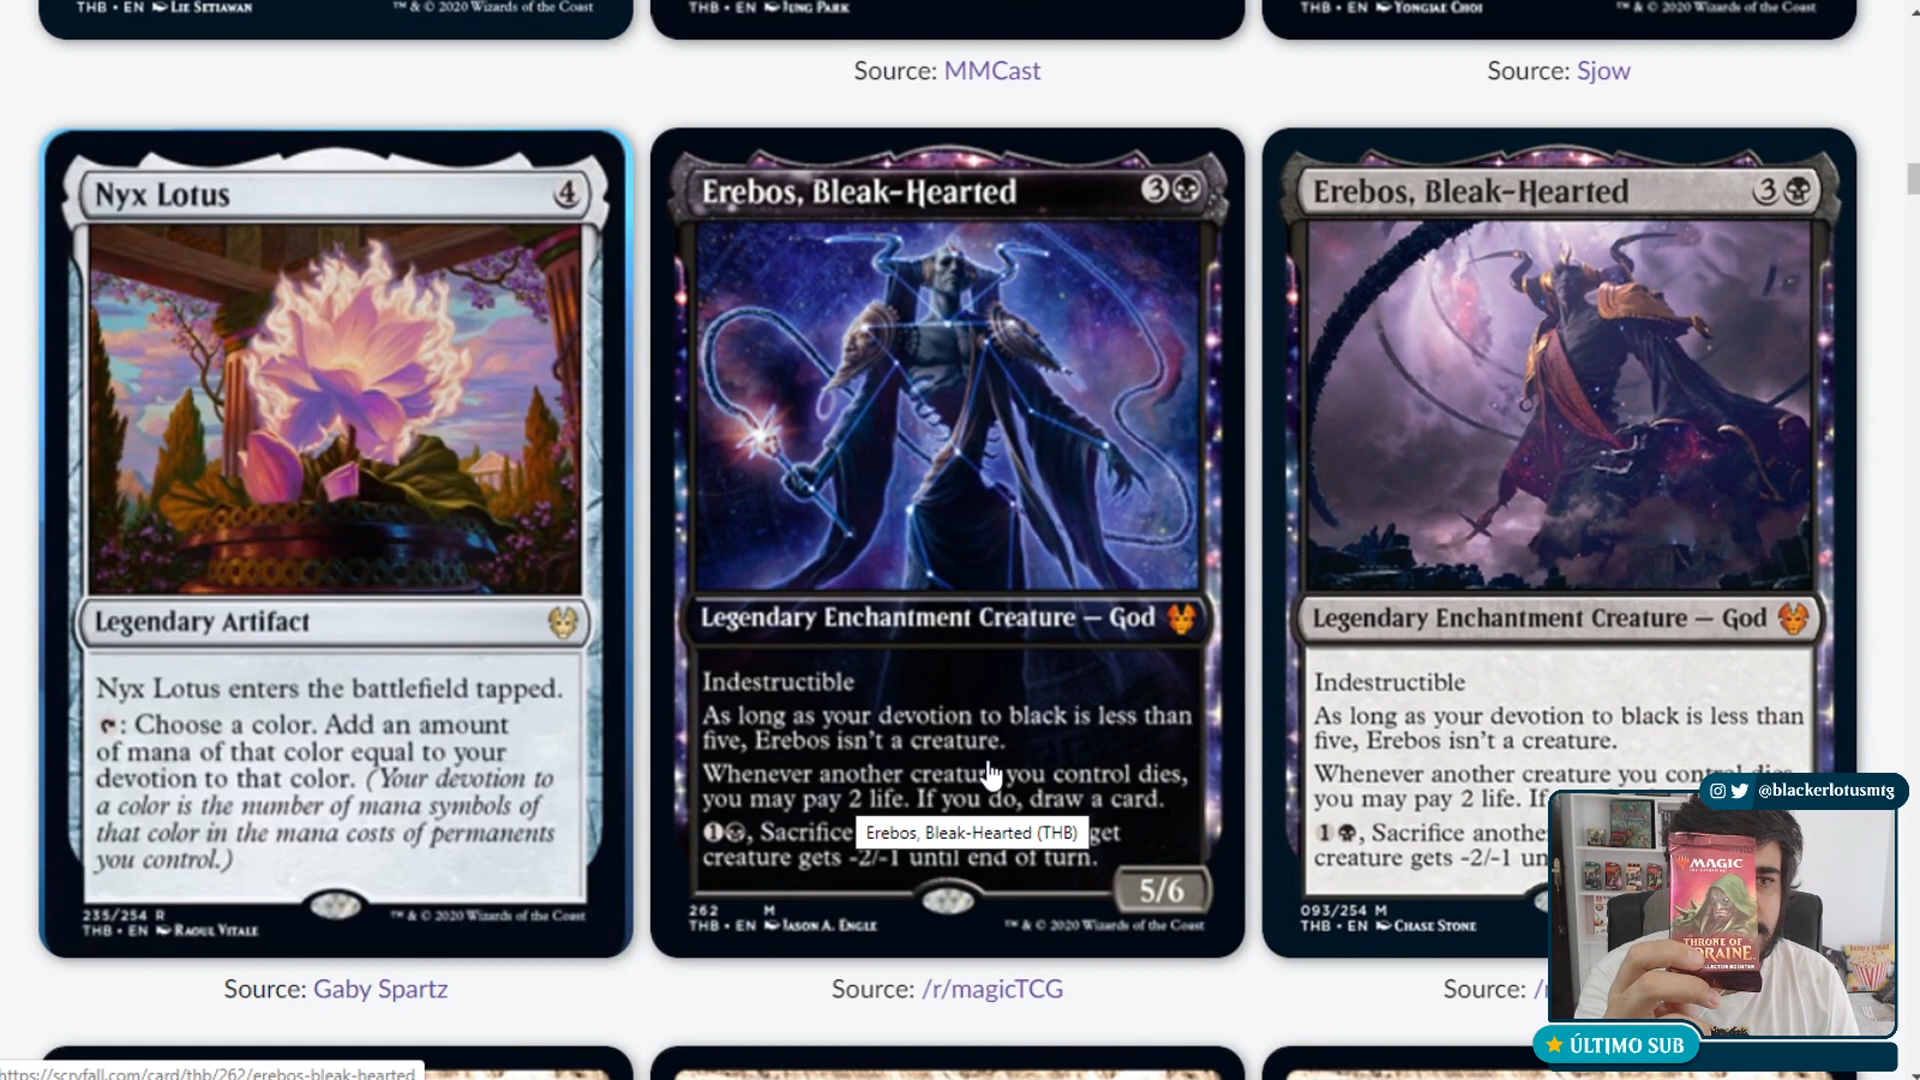 THB • EN LIE SETIAWAN ™ & © 2020 Wizards of the Coast
THB • EN JUNG PARK
THB • EN YONGJAE CHOI ™ & © 2020 Wizards of the Coast
Source: MMCast
Source: Sjow
Nyx Lotus 4
Legendary Artifact
Nyx Lotus enters the battlefield tapped.
: Choose a color. Add an amount
of mana of that color equal to your
devotion to that color. (Your devotion to
a color is the number of mana symbols of
that color in the mana costs of permanents
you control.)
235/254 R
THB • EN RAOUL VITALE ™ & © 2020 Wizards of the Coast
Source: Gaby Spartz
Erebos, Bleak-Hearted 3
Legendary Enchantment Creature — God
Indestructible
As long as your devotion to black is less than
five, Erebos isn't a creature.
Whenever another creature you control dies,
you may pay 2 life. If you do, draw a card.
1, Sacrifice get
Erebos, Bleak-Hearted (THB)
creature gets -2/-1 until end of turn.
5/6
262 M
THB • EN JASON A. ENGLE ™ & © 2020 Wizards of the Coast
Source: /r/magicTCG
Erebos, Bleak-Hearted 3
Legendary Enchantment Creature — God
Indestructible
As long as your devotion to black is less than
five, Erebos isn't a creature.
Whenever another creature you control dies,
you may pay 2 life. If
1, Sacrifice anothe
creature gets -2/-1 un
093/254 M
THB • EN CHASE STONE
Source: /r
@blackerlotusmtg
MAGIC
THRONE OF
DRAINE
COLLECTOR BOOSTER
ÚLTIMO SUB
https://scryfall.com/card/thb/262/erebos-bleak-hearted